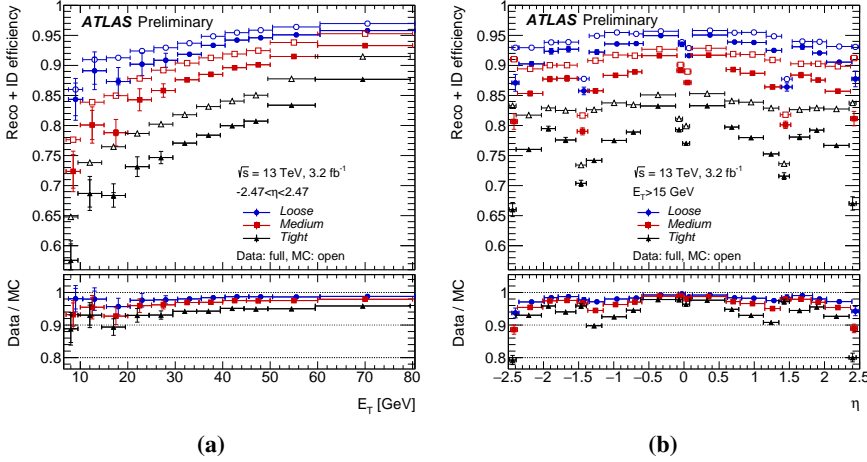 ATLAS Preliminary
Reco + ID efficiency
1
0.95
0.9
0.85
0.8
0.75
0.7
0.65
0.6
√s = 13 TeV, 3.2 fb⁻¹
-2.47<η<2.47
Loose
Medium
Tight
Data: full, MC: open
Data / MC
1
0.9
0.8
10 20 30 40 50 60 70 80
E_T [GeV]
(a)
ATLAS Preliminary
Reco + ID efficiency
1
0.95
0.9
0.85
0.8
0.75
0.7
0.65
0.6
√s = 13 TeV, 3.2 fb⁻¹
E_T>15 GeV
Loose
Medium
Tight
Data: full, MC: open
Data / MC
1
0.9
0.8
−2.5 −2 −1.5 −1 −0.5 0 0.5 1 1.5 2 2.5
η
(b)